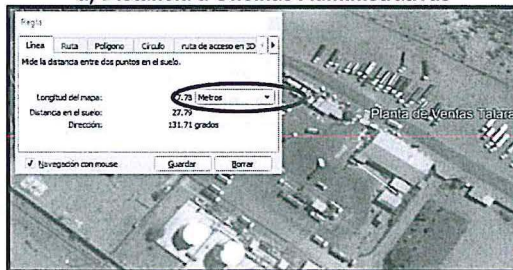 Regla
Línea Ruta Polígono Círculo ruta de acceso en 3D
Mide la distancia entre dos puntos en el suelo.
Longitud del mapa: 7.78 Metros
Distancia en el suelo: 27.79
Dirección: 131.71 grados
Navegación con mouse Guardar Borrar
Planta de Ventas Talara